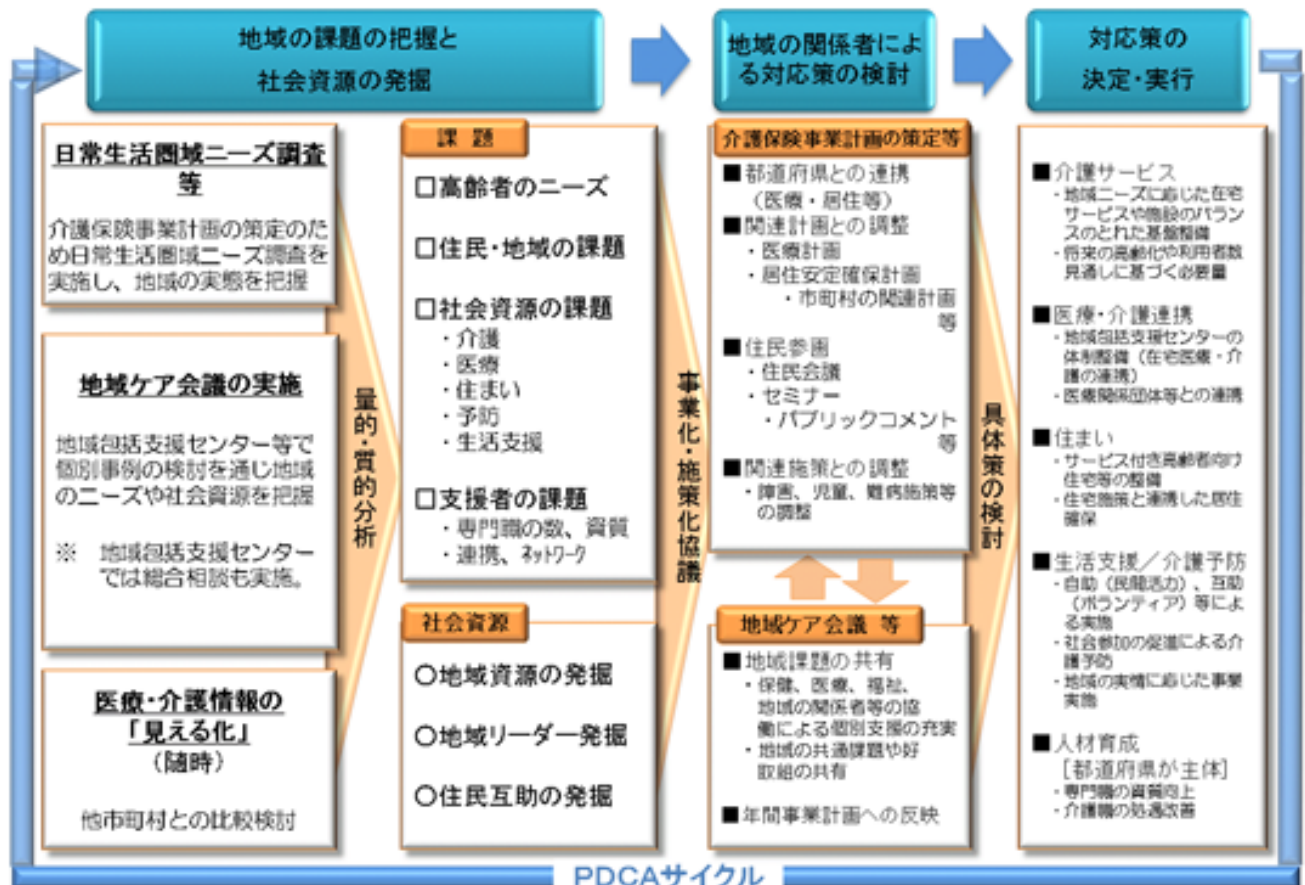 地域の課題の把握と
社会資源の発掘
地域の関係者によ
る対応策の検討
対応策の
決定・実行
日常生活圏域ニーズ調査
等
介護保険事業計画の策定のた
め日常生活圏域ニーズ調査を
実施し、地域の実態を把握
地域ケア会議の実施
地域包括支援センター等で
個別事例の検討を通じ地域
のニーズや社会資源を把握
※ 地域包括支援センター
では総合相談も実施。
医療・介護情報の
「見える化」
(随時)
他市町村との比較検討
量的・質的分析
課題
□高齢者のニーズ
□住民・地域の課題
□社会資源の課題
・介護
・医療
・住まい
・予防
・生活支援
□支援者の課題
・専門職の数、資質
・連携、ネットワーク
社会資源
○地域資源の発掘
○地域リーダー発掘
○住民互助の発掘
事業化・施策化協議
介護保険事業計画の策定等
■都道府県との連携
(医療・居住等)
■関連計画との調整
・医療計画
・居住安定確保計画
・市町村の関連計画
等
■住民参画
・住民会議
・セミナー
・パブリックコメント
等
■関連施策との調整
・障害、児童、難病施策等
の調整
地域ケア会議 等
■地域課題の共有
・保健、医療、福祉、
地域の関係者等の協
働による個別支援の充実
・地域の共通課題や好
取組の共有
■年間事業計画への反映
具体策の検討
■介護サービス
・地域ニーズに応じた在宅
サービスや施設のバラン
スのとれた基盤整備
・将来の高齢化や利用者数
見通しに基づく必要量
■医療・介護連携
・地域包括支援センターの
体制整備(在宅医療・介
護の連携)
・医療関係団体等との連携
■住まい
・サービス付き高齢者向け
住宅等の整備
・住宅施策と連携した居住
確保
■生活支援/介護予防
・自助(民間活力)、互助
(ボランティア)等によ
る実施
・社会参加の促進による介
護予防
・地域の実情に応じた事業
実施
■人材育成
[都道府県が主体]
・専門職の資質向上
・介護職の処遇改善
PDCAサイクル